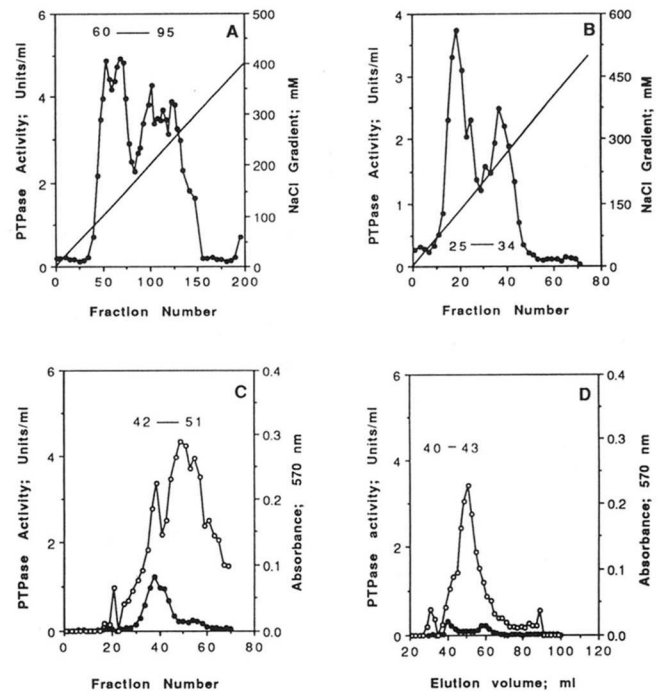 PTPase Activity; Units/ml
6
4
2
0
60 — 95
A
500
400
300
200
100
0
NaCl Gradient; mM
0 50 100 150 200
Fraction Number
PTPase Activity; Units/ml
4
3
2
1
0
B
25 — 34
600
450
300
150
0
NaCl Gradient; mM
0 20 40 60 80
Fraction Number
PTPase Activity; Units/ml
6
4
2
0
42 — 51
C
0.4
0.3
0.2
0.1
0.0
Absorbance; 570 nm
0 20 40 60 80
Fraction Number
PTPase activity; Units/ml
6
4
2
0
D
40 – 43
0.4
0.3
0.2
0.1
0.0
Absorbance; 570 nm
20 40 60 80 100 120
Elution volume; ml